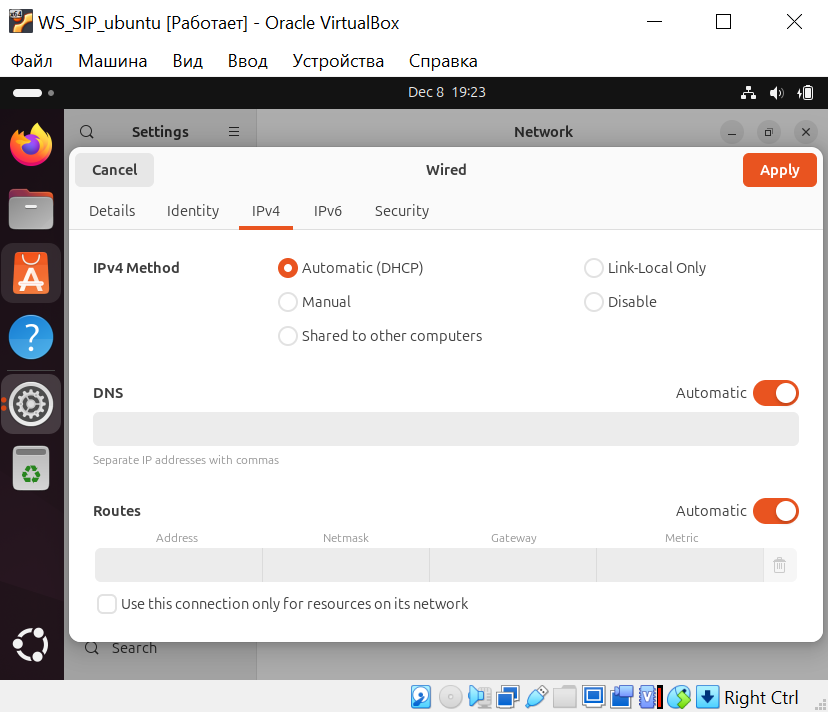 WS_SIP_ubuntu [Работает] - Oracle VirtualBox
Файл Машина Вид Ввод Устройства Справка
Dec 8 19:23
Settings Network
Cancel Wired Apply
Details Identity IPv4 IPv6 Security
IPv4 Method Automatic (DHCP) Link-Local Only
Manual Disable
Shared to other computers
DNS Automatic
Separate IP addresses with commas
Routes Automatic
Address Netmask Gateway Metric
Use this connection only for resources on its network
Search
Right Ctrl